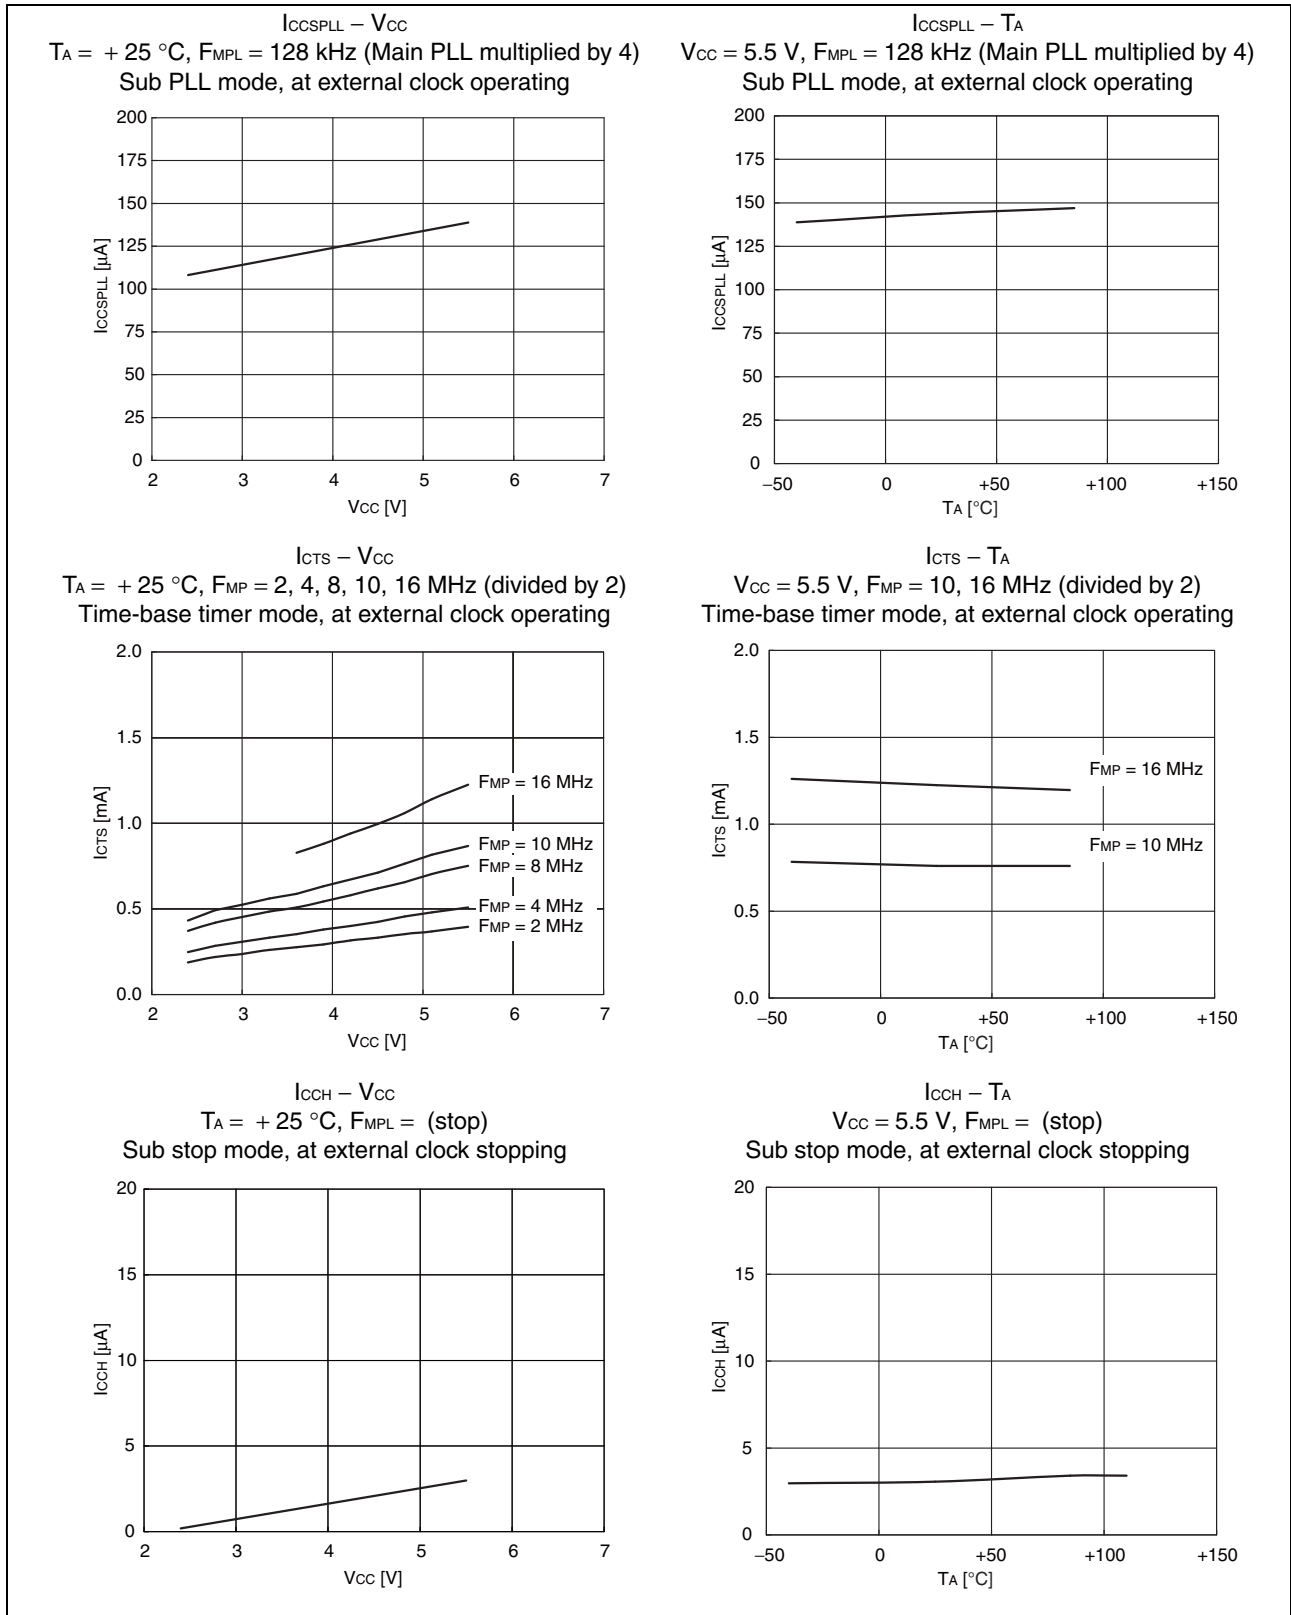 ICCSPLL – VCC
TA = + 25 °C, FMPL = 128 kHz (Main PLL multiplied by 4)
Sub PLL mode, at external clock operating
200
175
150
125
100
75
50
25
0
ICCSPLL [µA]
2 3 4 5 6 7
VCC [V]
ICCSPLL – TA
VCC = 5.5 V, FMPL = 128 kHz (Main PLL multiplied by 4)
Sub PLL mode, at external clock operating
200
175
150
125
100
75
50
25
0
ICCSPLL [µA]
–50 0 +50 +100 +150
TA [°C]
ICTS – VCC
TA = + 25 °C, FMP = 2, 4, 8, 10, 16 MHz (divided by 2)
Time-base timer mode, at external clock operating
2.0
1.5
1.0
0.5
0.0
ICTS [mA]
FMP = 16 MHz
FMP = 10 MHz
FMP = 8 MHz
FMP = 4 MHz
FMP = 2 MHz
2 3 4 5 6 7
VCC [V]
ICTS – TA
VCC = 5.5 V, FMP = 10, 16 MHz (divided by 2)
Time-base timer mode, at external clock operating
2.0
1.5
1.0
0.5
0.0
ICTS [mA]
FMP = 16 MHz
FMP = 10 MHz
–50 0 +50 +100 +150
TA [°C]
ICCH – VCC
TA = + 25 °C, FMPL = (stop)
Sub stop mode, at external clock stopping
20
15
10
5
0
ICCH [µA]
2 3 4 5 6 7
VCC [V]
ICCH – TA
VCC = 5.5 V, FMPL = (stop)
Sub stop mode, at external clock stopping
20
15
10
5
0
ICCH [µA]
–50 0 +50 +100 +150
TA [°C]